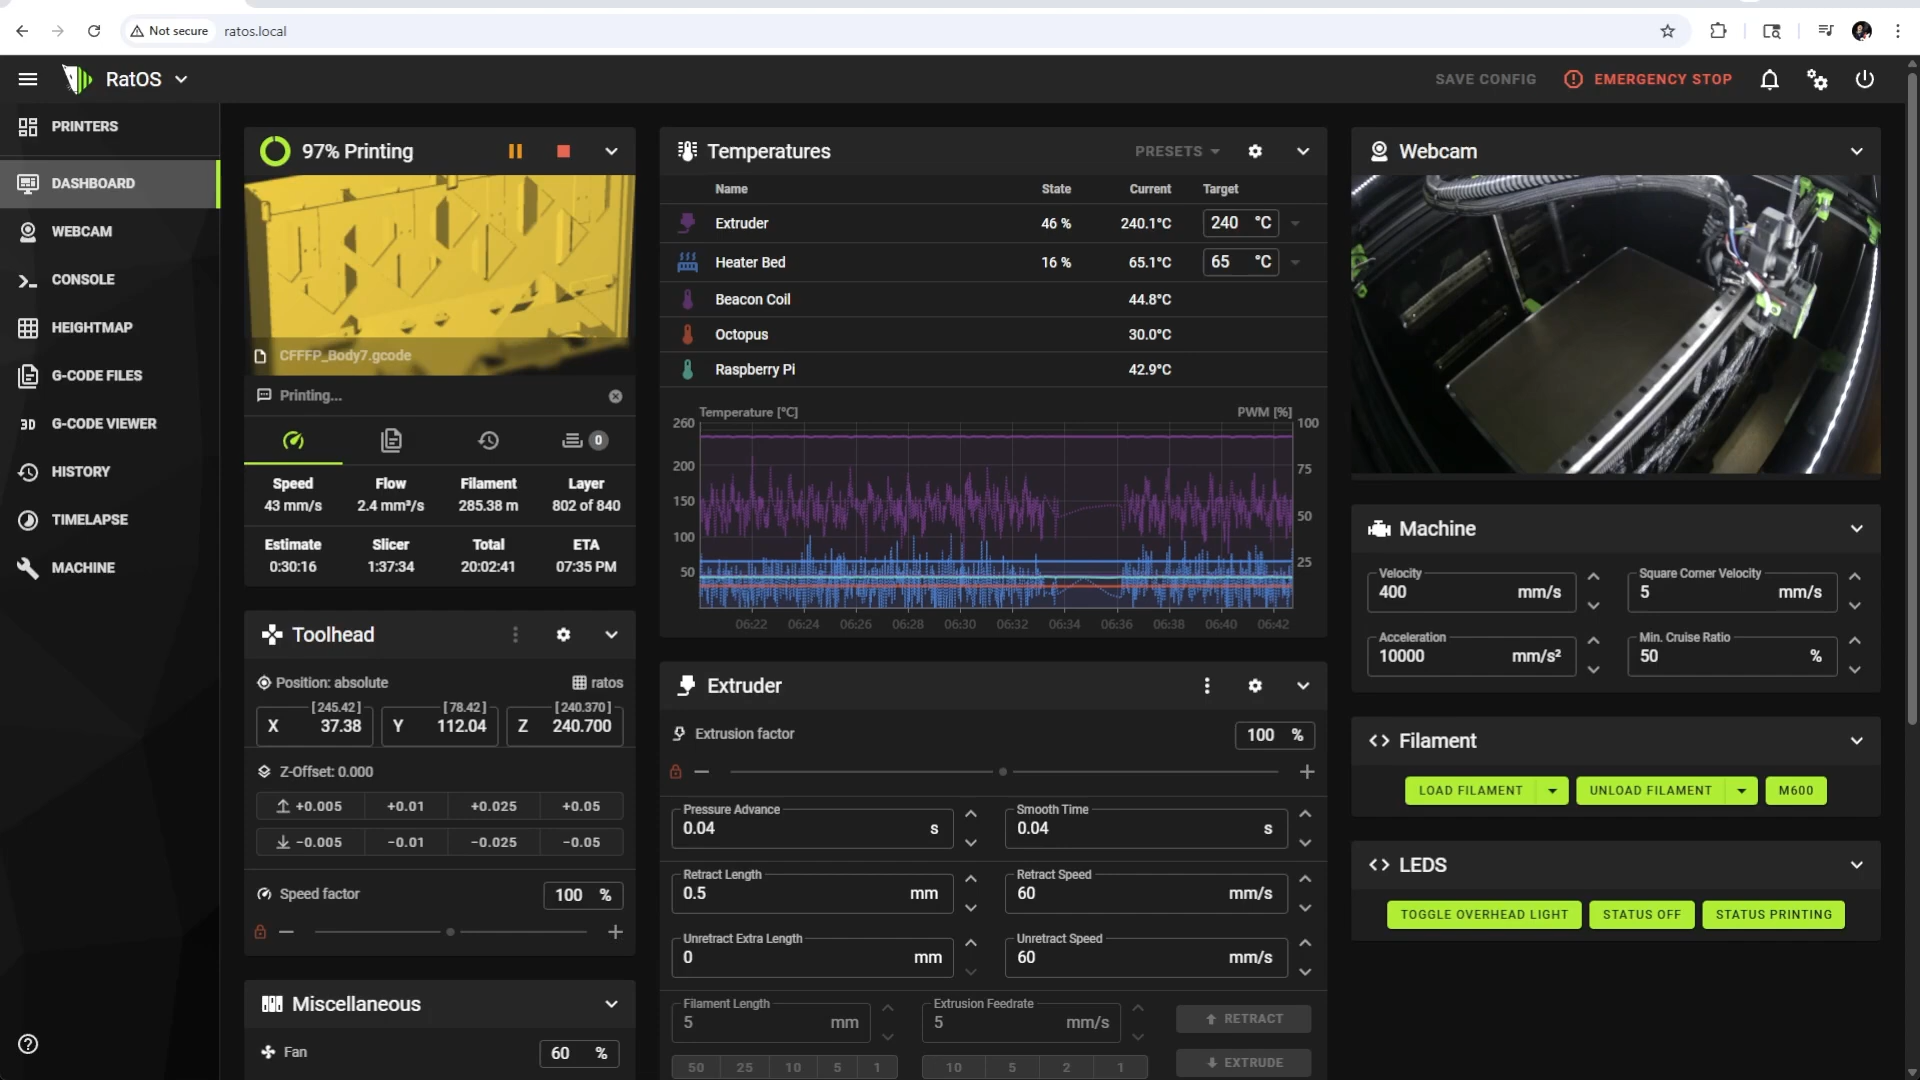 Not secure
ratos.local
RatOS
SAVE CONFIG
EMERGENCY STOP
PRINTERS
DASHBOARD
WEBCAM
CONSOLE
HEIGHTMAP
G-CODE FILES
3D G-CODE VIEWER
HISTORY
TIMELAPSE
MACHINE
97% Printing
CFFFP_Body7.gcode
Printing...
0
Speed Flow Filament Layer
43 mm/s 2.4 mm³/s 285.38 m 802 of 840
Estimate Slicer Total ETA
0:30:16 1:37:34 20:02:41 07:35 PM
Toolhead
Position: absolute ratos
[245.42] [78.42] [240.370]
X 37.38 Y 112.04 Z 240.700
Z-Offset: 0.000
+0.005 +0.01 +0.025 +0.05
−0.005 −0.01 −0.025 −0.05
Speed factor 100 %
Miscellaneous
Fan 60 %
Temperatures
PRESETS
Name State Current Target
Extruder 46 % 240.1°C 240 °C
Heater Bed 16 % 65.1°C 65 °C
Beacon Coil 44.8°C
Octopus 30.0°C
Raspberry Pi 42.9°C
Temperature [°C] PWM [%]
260 100
200 75
150 50
100 25
50
06:22 06:24 06:26 06:28 06:30 06:32 06:34 06:36 06:38 06:40 06:42
Extruder
Extrusion factor 100 %
Pressure Advance Smooth Time
0.04 s 0.04 s
Retract Length Retract Speed
0.5 mm 60 mm/s
Unretract Extra Length Unretract Speed
0 mm 60 mm/s
Filament Length Extrusion Feedrate
5 mm 5 mm/s
RETRACT
50 25 10 5 1 10 5 2 1
EXTRUDE
Webcam
Machine
Velocity Square Corner Velocity
400 mm/s 5 mm/s
Acceleration Min. Cruise Ratio
10000 mm/s² 50 %
Filament
LOAD FILAMENT UNLOAD FILAMENT M600
LEDS
TOGGLE OVERHEAD LIGHT STATUS OFF STATUS PRINTING